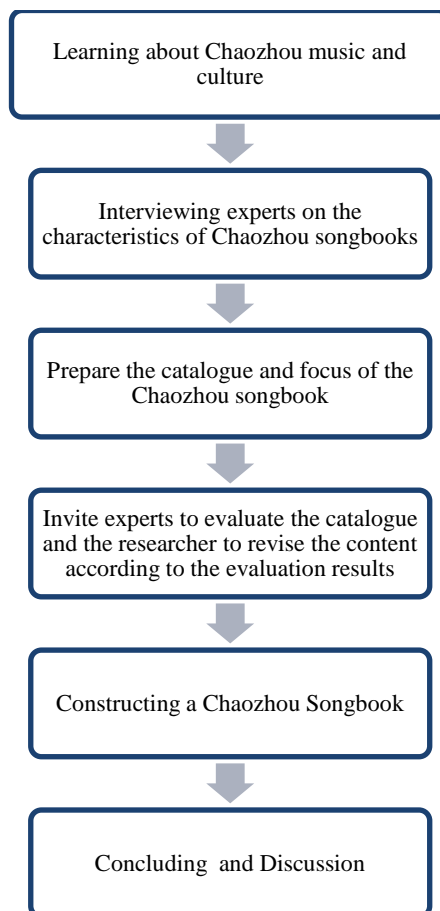 Learning about Chaozhou music and
culture
Interviewing experts on the
characteristics of Chaozhou songbooks
Prepare the catalogue and focus of the
Chaozhou songbook
Invite experts to evaluate the catalogue
and the researcher to revise the content
according to the evaluation results
Constructing a Chaozhou Songbook
Concluding  and Discussion